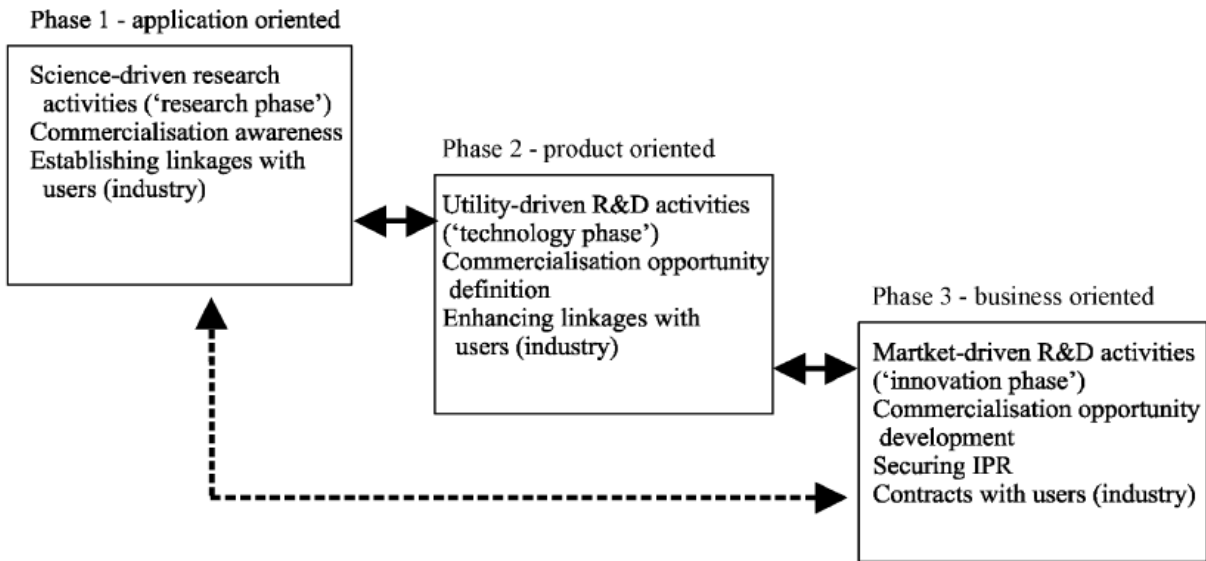 Phase 1 - application oriented
Science-driven research
activities (‘research phase’)
Commercialisation awareness
Establishing linkages with
users (industry)
Phase 2 - product oriented
Utility-driven R&D activities
(‘technology phase’)
Commercialisation opportunity
definition
Enhancing linkages with
users (industry)
Phase 3 - business oriented
Martket-driven R&D activities
(‘innovation phase’)
Commercialisation opportunity
development
Securing IPR
Contracts with users (industry)